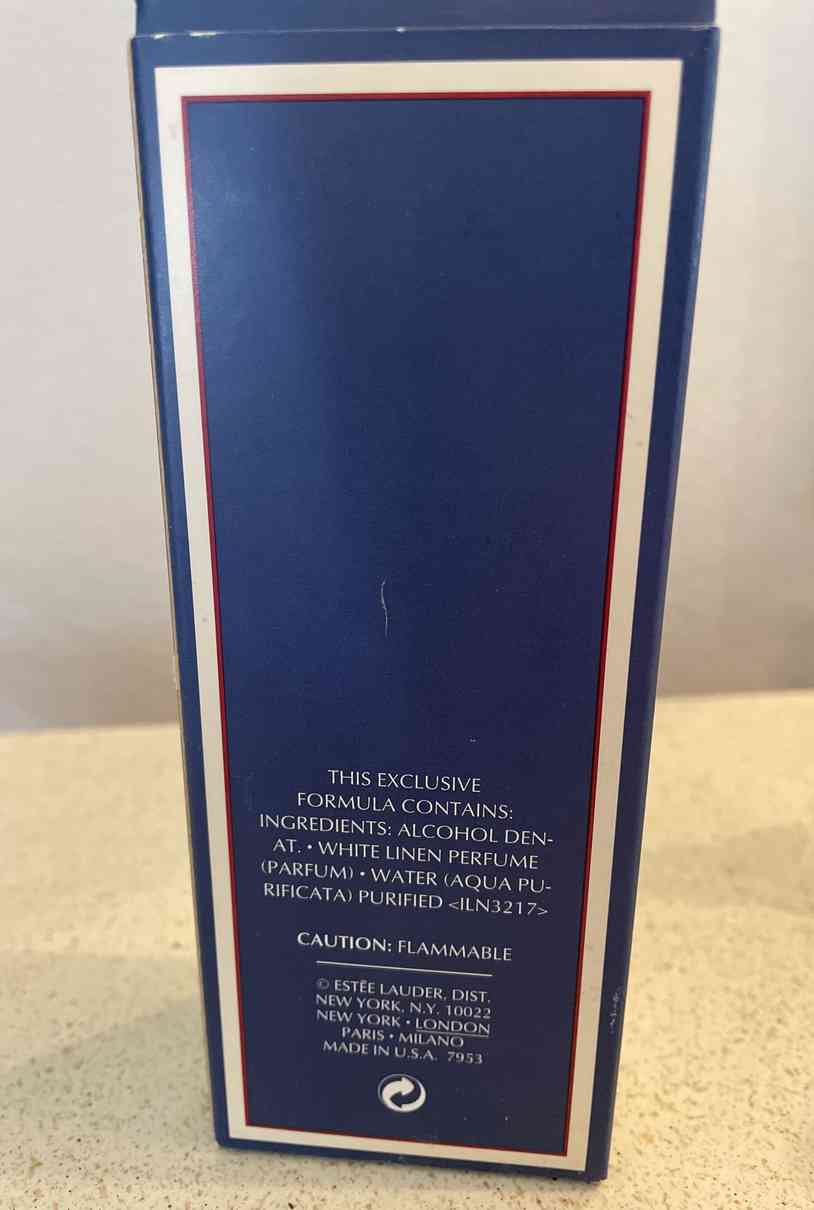 THIS EXCLUSIVE
FORMULA CONTAINS:
INGREDIENTS: ALCOHOL DEN-
AT. • WHITE LINEN PERFUME
(PARFUM) • WATER (AQUA PU-
RIFICATA) PURIFIED <ILN3217>
CAUTION: FLAMMABLE
© ESTĒE LAUDER, DIST.
NEW YORK, N.Y. 10022
NEW YORK • LONDON
PARIS • MILANO
MADE IN U.S.A. 7953